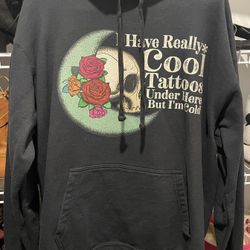 I Have Really*
Cool
Tattoos
Under Here
But I'm Cold